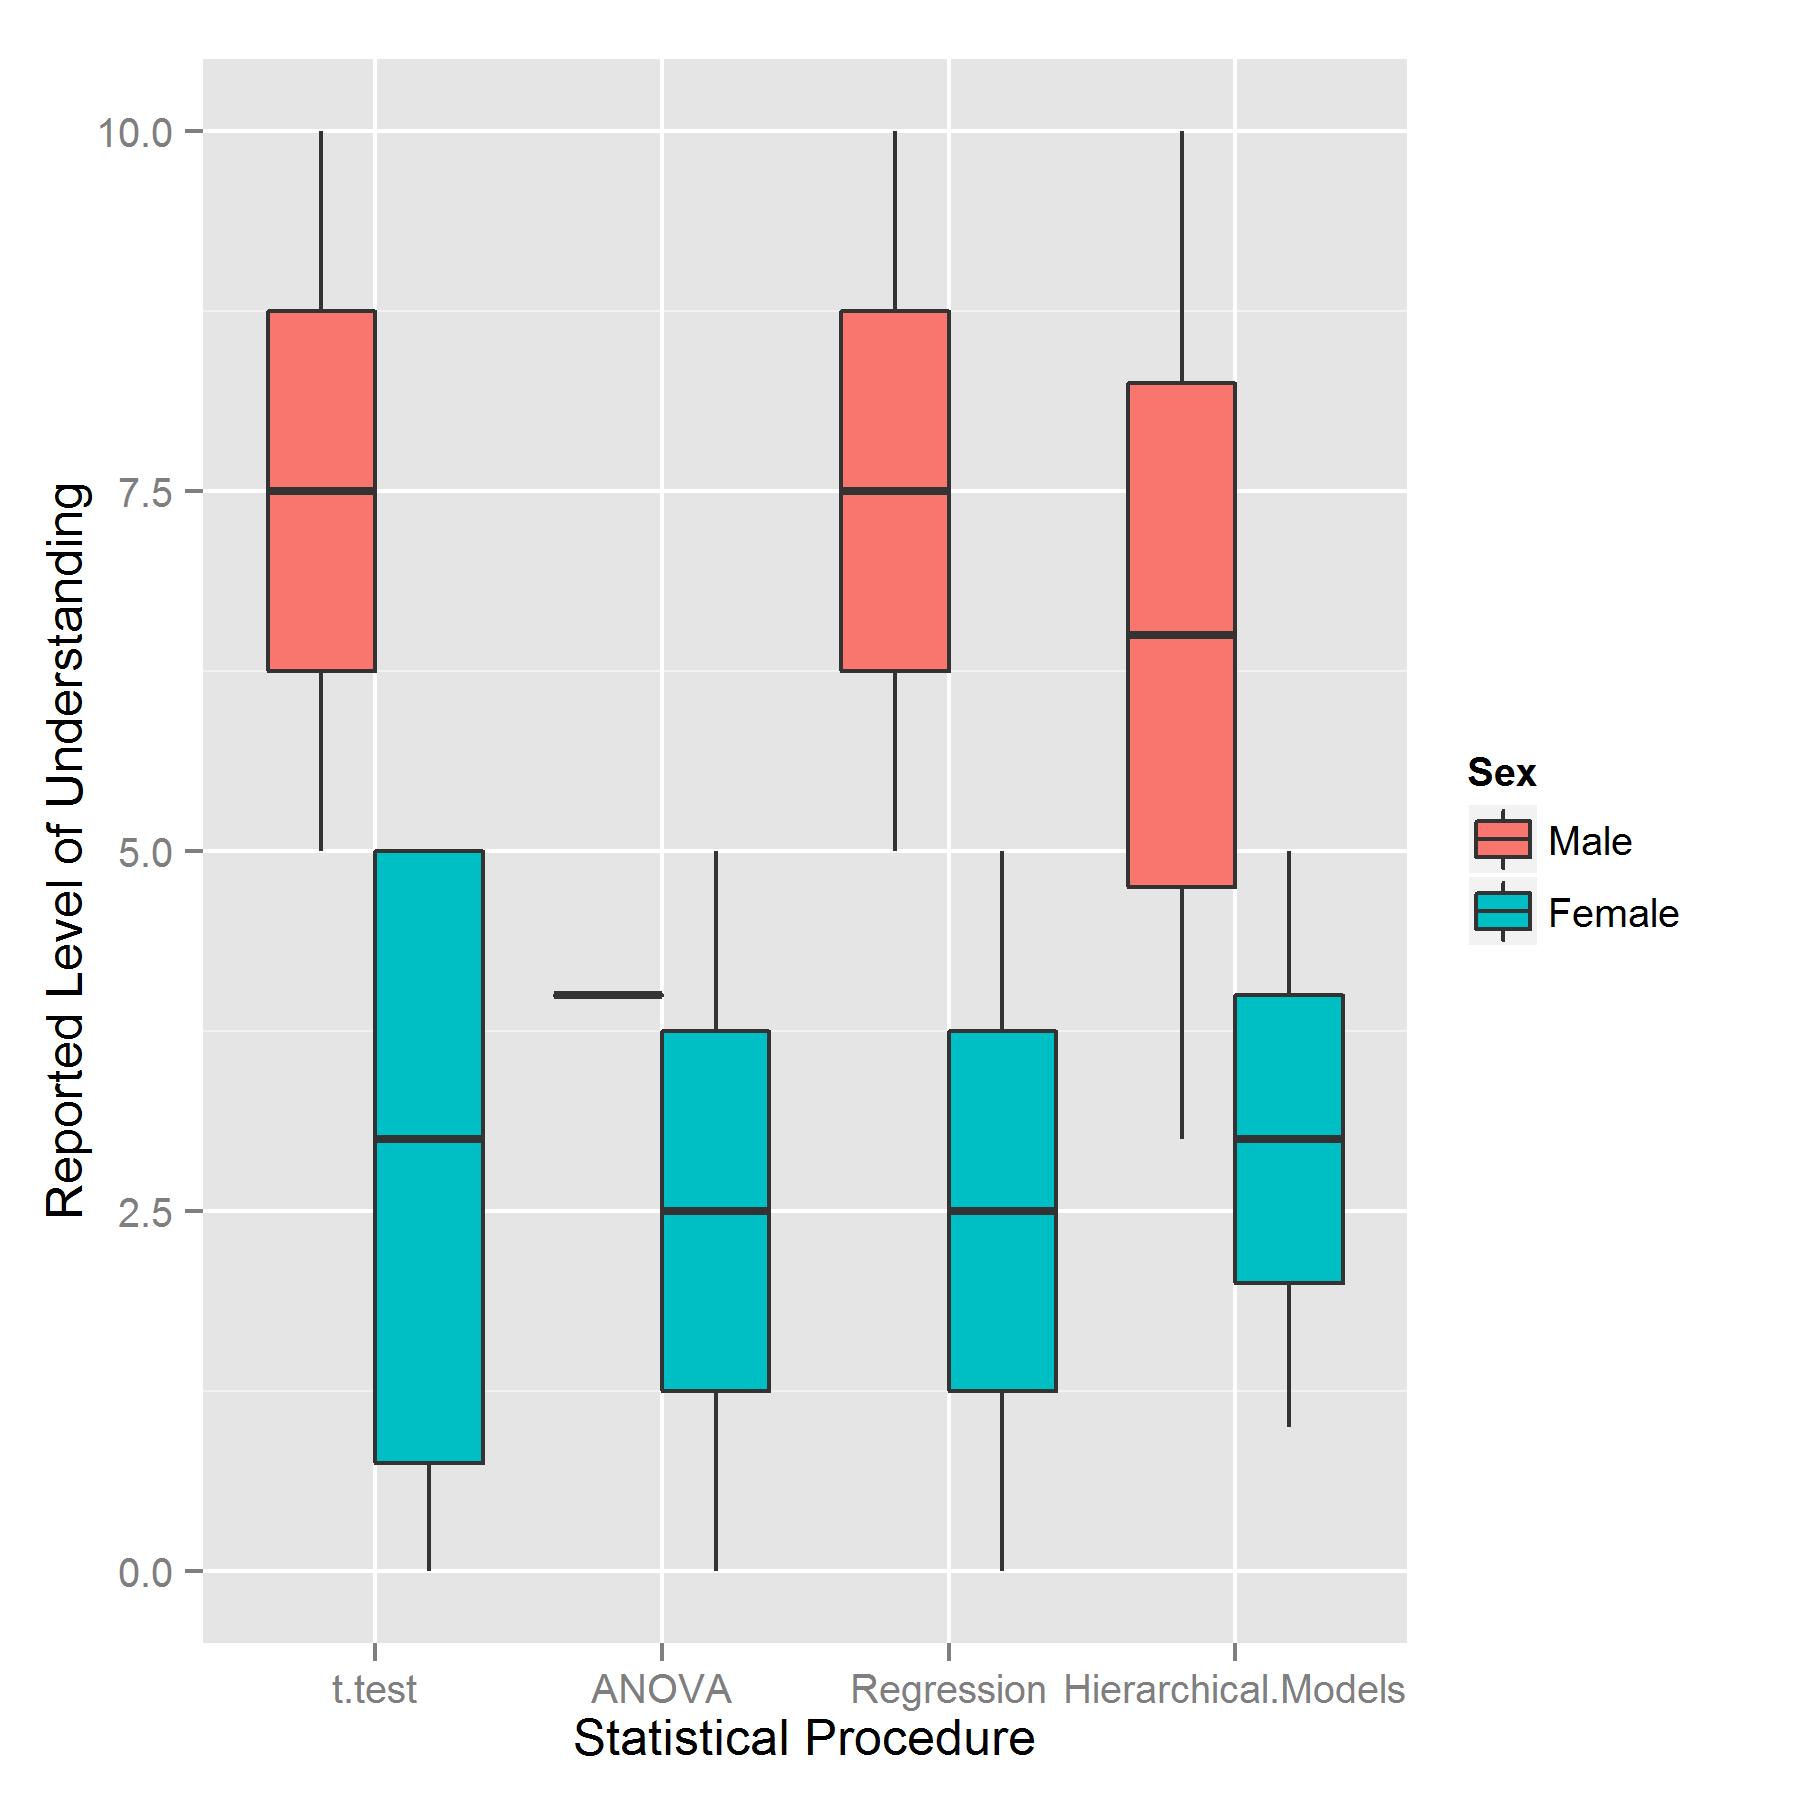 Reported Level of Understanding
10.0
7.5
5.0
2.5
0.0
t.test ANOVA Regression Hierarchical.Models
Statistical Procedure
Sex
Male
Female